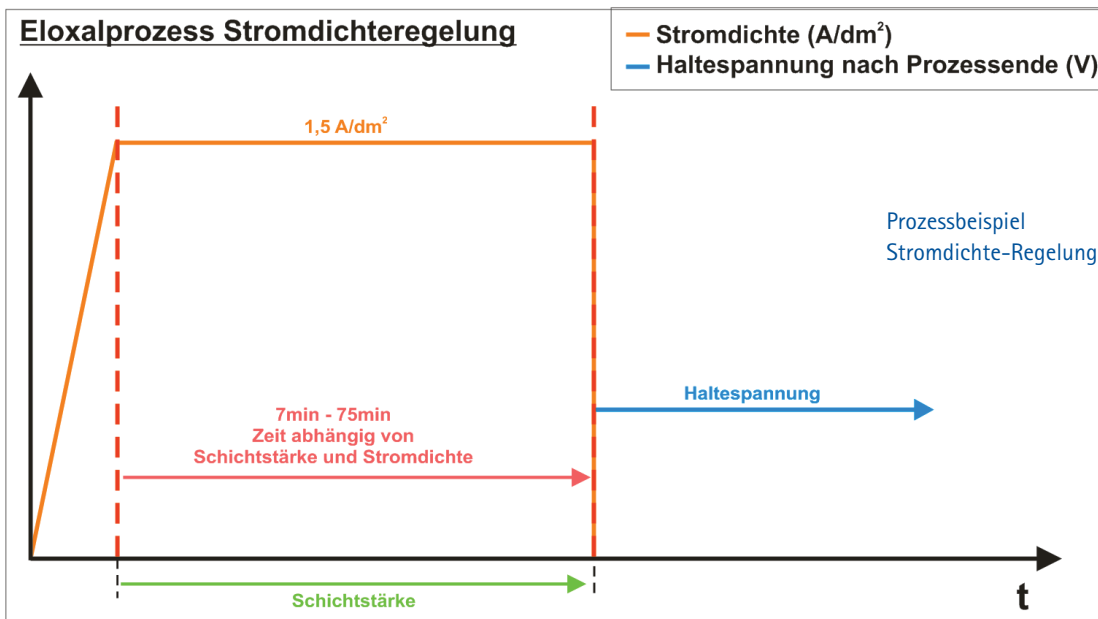 Eloxalprozess Stromdichteregelung
Stromdichte (A/dm²)
Haltespannung nach Prozessende (V)
1,5 A/dm²
Prozessbeispiel
Stromdichte-Regelung
Haltespannung
7min - 75min
Zeit abhängig von
Schichtstärke und Stromdichte
Schichtstärke
t